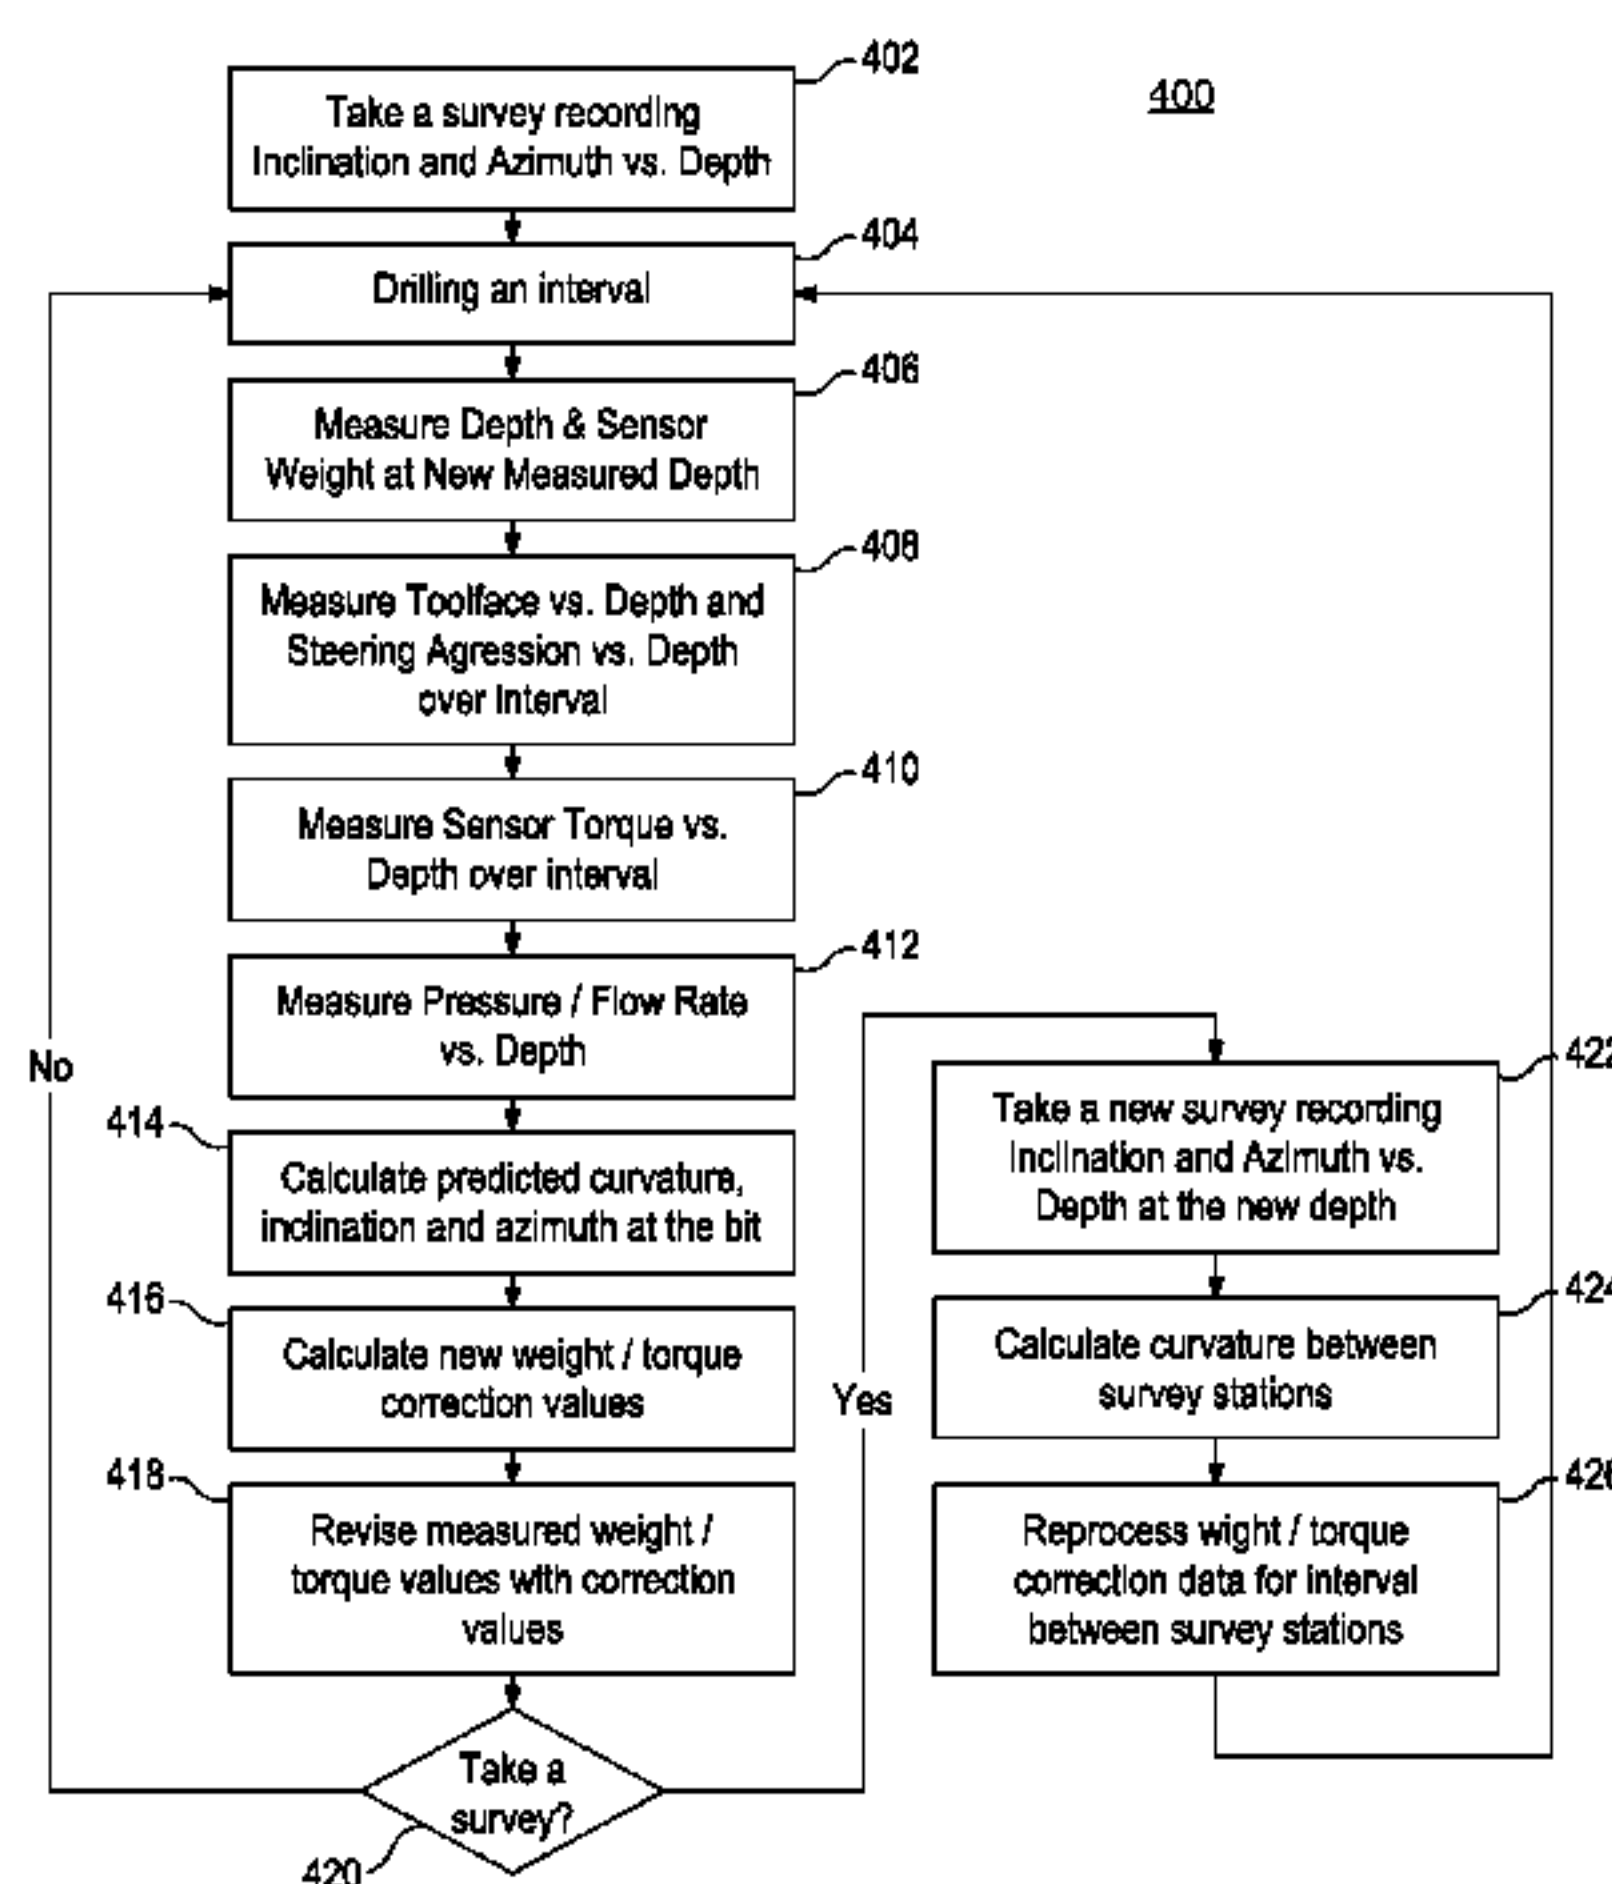 402
400
Take a survey recording
Inclination and Azimuth vs. Depth
404
Drilling an interval
406
Measure Depth & Sensor
Weight at New Measured Depth
408
Measure Toolface vs. Depth and
Steering Agression vs. Depth
over interval
410
Measure Sensor Torque vs.
Depth over interval
412
Measure Pressure / Flow Rate
vs. Depth
No
414
Calculate predicted curvature,
inclination and azimuth at the bit
416
Calculate new weight / torque
correction values
418
Revise measured weight /
torque values with correction
values
Take a
survey?
420
Yes
422
Take a new survey recording
Inclination and Azimuth vs.
Depth at the new depth
424
Calculate curvature between
survey stations
426
Reprocess wight / torque
correction data for interval
between survey stations